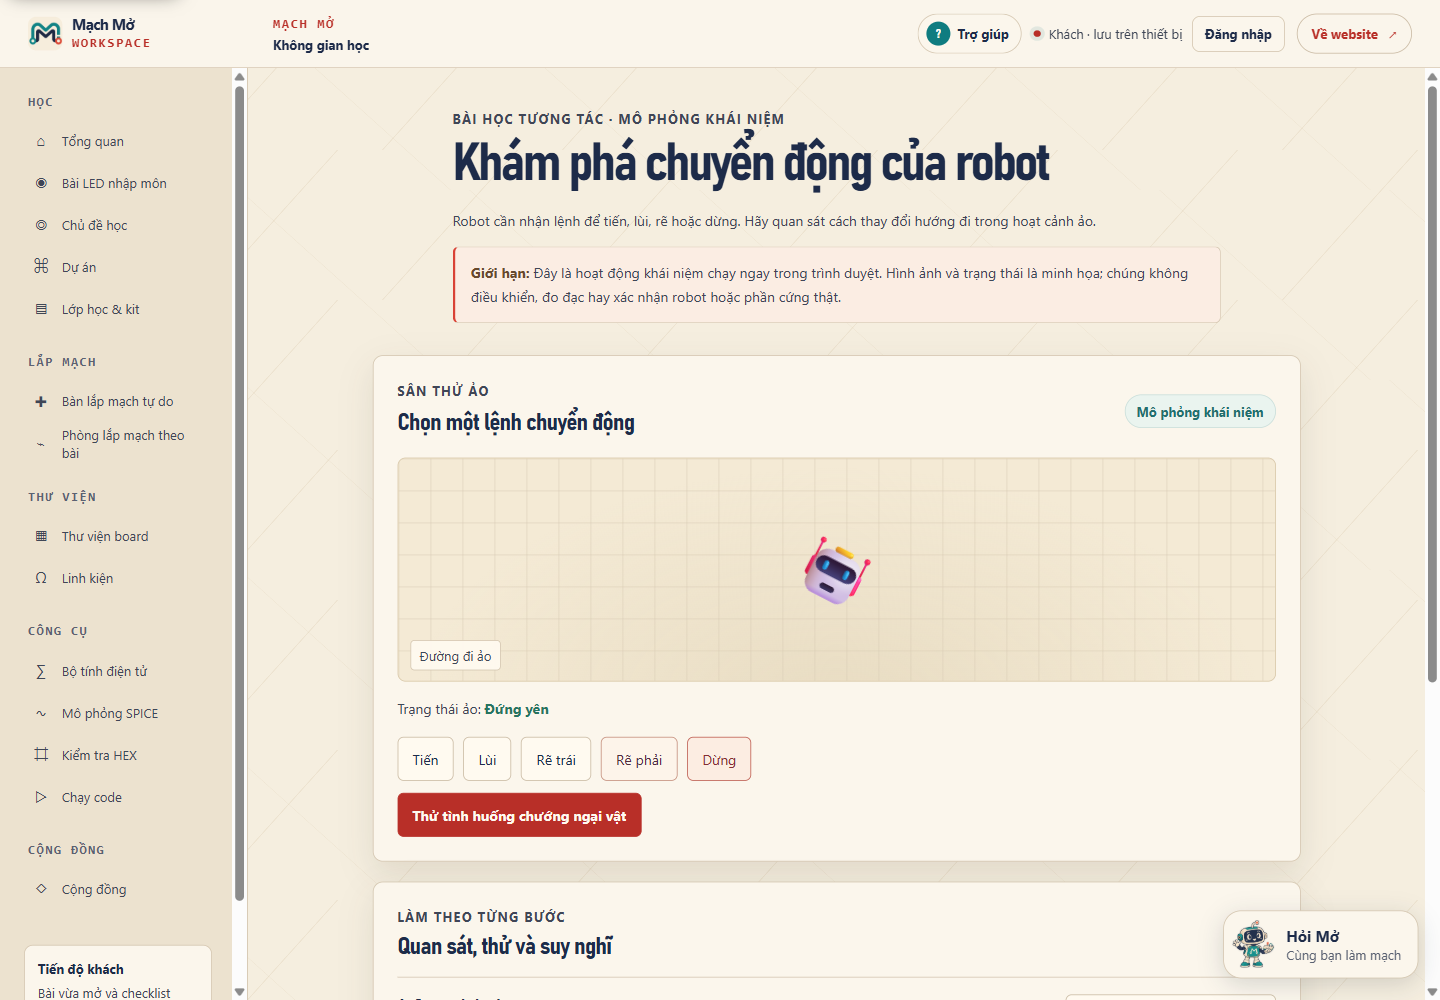 Mạch Mở
WORKSPACE
MẠCH MỞ
Không gian học
? Trợ giúp
Khách · lưu trên thiết bị
Đăng nhập
Về website ↗
HỌC
Tổng quan
Bài LED nhập môn
Chủ đề học
Dự án
Lớp học & kit
LẮP MẠCH
Bàn lắp mạch tự do
Phòng lắp mạch theo
bài
THƯ VIỆN
Thư viện board
Linh kiện
CÔNG CỤ
Bộ tính điện tử
Mô phỏng SPICE
Kiểm tra HEX
Chạy code
CỘNG ĐỒNG
Cộng đồng
Tiến độ khách
Bài vừa mở và checklist
BÀI HỌC TƯƠNG TÁC · MÔ PHỎNG KHÁI NIỆM
Khám phá chuyển động của robot
Robot cần nhận lệnh để tiến, lùi, rẽ hoặc dừng. Hãy quan sát cách thay đổi hướng đi trong hoạt cảnh ảo.
Giới hạn: Đây là hoạt động khái niệm chạy ngay trong trình duyệt. Hình ảnh và trạng thái là minh họa; chúng không
điều khiển, đo đạc hay xác nhận robot hoặc phần cứng thật.
SÂN THỬ ẢO
Chọn một lệnh chuyển động
Mô phỏng khái niệm
Đường đi ảo
Trạng thái ảo: Đứng yên
Tiến
Lùi
Rẽ trái
Rẽ phải
Dừng
Thử tình huống chướng ngại vật
LÀM THEO TỪNG BƯỚC
Quan sát, thử và suy nghĩ
Hỏi Mở
Cùng bạn làm mạch